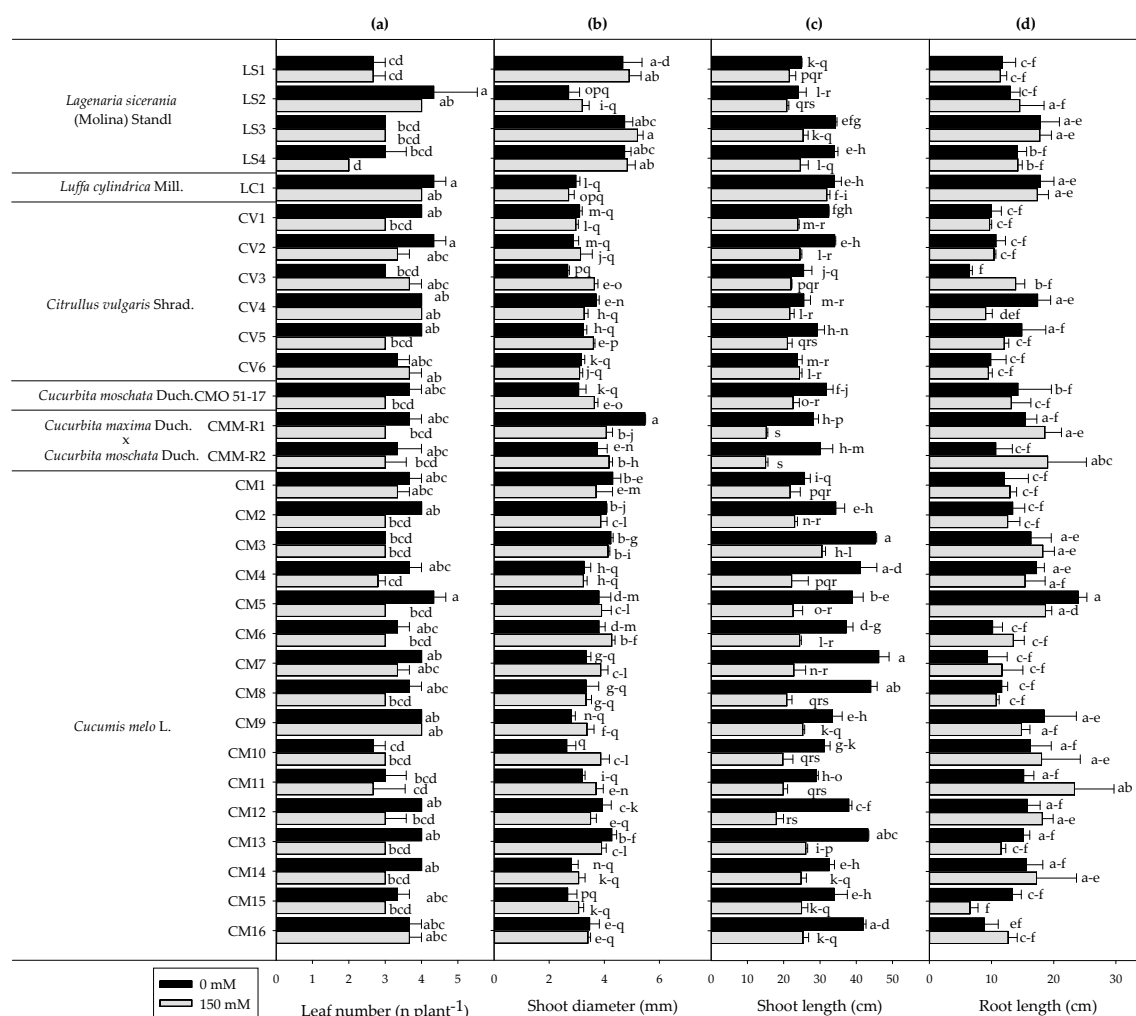 (a) (b) (c) (d)
Lagenaria sicerania
(Molina) Standl
Luffa cylindrica Mill.
Citrullus vulgaris Shrad.
Cucurbita moschata Duch.
Cucurbita maxima Duch.
x
Cucurbita moschata Duch.
Cucumis melo L.
LS1 cd a-d k-q c-f
cd ab pqr c-f
LS2 a opq l-r c-f
ab i-q qrs a-f
LS3 bcd abc efg a-e
bcd a k-q a-e
LS4 bcd abc e-h b-f
d ab l-q b-f
LC1 a l-q e-h a-e
ab opq f-i a-e
CV1 ab m-q fgh c-f
bcd l-q m-r c-f
CV2 a m-q e-h c-f
abc j-q l-r c-f
CV3 bcd pq j-q f
abc e-o pqr b-f
CV4 ab e-n m-r a-e
ab h-q l-r def
CV5 ab h-q h-n a-f
bcd e-p qrs c-f
CV6 abc k-q m-r c-f
ab j-q l-r c-f
CMO 51-17 abc k-q f-j b-f
bcd e-o o-r c-f
CMM-R1 abc a h-p a-f
bcd b-j s a-e
CMM-R2 abc e-n h-m c-f
bcd b-h s abc
CM1 abc b-e i-q c-f
abc e-m pqr c-f
CM2 ab b-j e-h c-f
bcd c-l n-r c-f
CM3 bcd b-g a a-e
bcd b-i h-l a-e
CM4 abc h-q a-d a-e
cd h-q pqr a-f
CM5 a d-m b-e a
bcd c-l o-r a-d
CM6 abc d-m d-g c-f
bcd b-f l-r c-f
CM7 ab g-q a c-f
abc c-l n-r c-f
CM8 abc g-q ab c-f
bcd g-q qrs c-f
CM9 ab n-q e-h a-e
ab f-q k-q a-f
CM10 cd q g-k a-f
bcd c-l qrs a-e
CM11 bcd i-q h-o a-f
cd e-n qrs ab
CM12 ab c-k c-f a-f
bcd e-q rs a-e
CM13 ab b-f abc a-f
bcd c-l i-p c-f
CM14 ab n-q e-h a-f
bcd k-q k-q a-e
CM15 abc pq e-h c-f
bcd k-q k-q f
CM16 abc e-q a-d ef
abc e-q k-q c-f
0 1 2 3 4 5 0 2 4 6 0 10 20 30 40 50 0 10 20 30
0 mM
150 mM
Leaf number (n plant-1) Shoot diameter (mm) Shoot length (cm) Root length (cm)